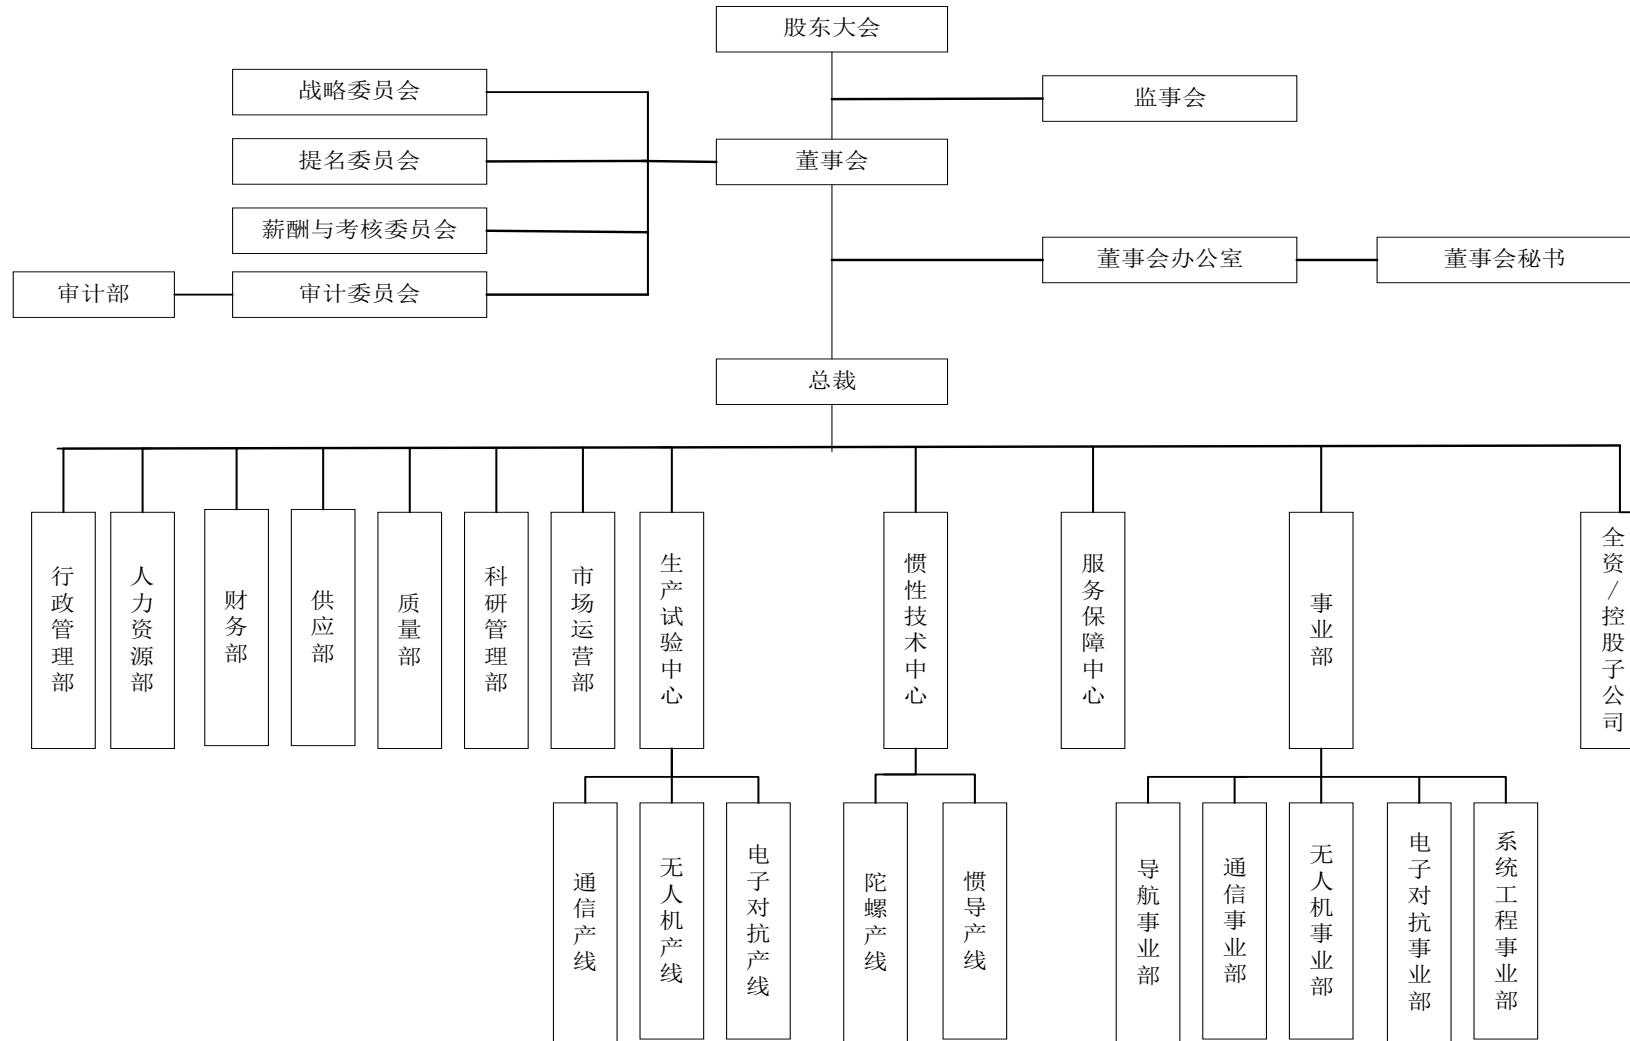 股东大会
战略委员会
监事会
提名委员会
董事会
薪酬与考核委员会
董事会办公室
董事会秘书
审计部
审计委员会
总裁
行政管理部
人力资源部
财务部
供应部
质量部
科研管理部
市场运营部
生产试验中心
惯性技术中心
服务保障中心
事业部
全资/控股子公司
通信产线
无人机产线
电子对抗产线
陀螺产线
惯导产线
导航事业部
通信事业部
无人机事业部
电子对抗事业部
系统工程事业部